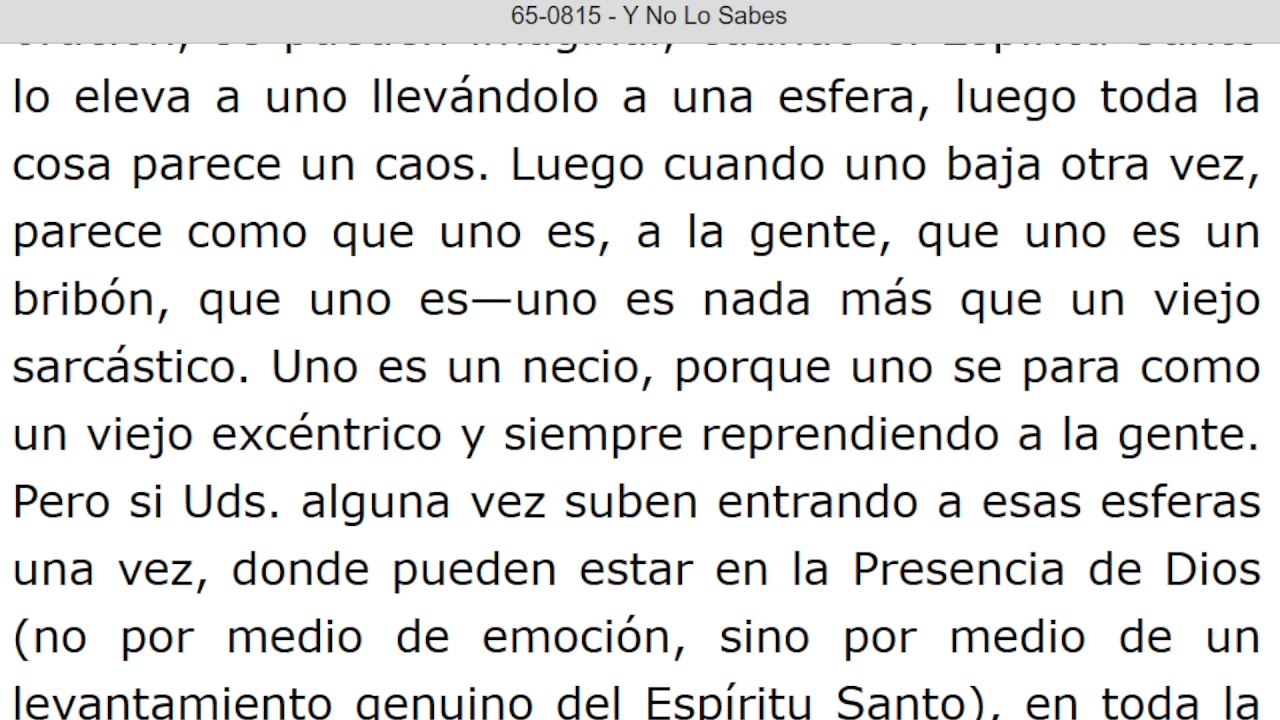 65-0815 - Y No Lo Sabes
lo eleva a uno llevándolo a una esfera, luego toda la
cosa parece un caos. Luego cuando uno baja otra vez,
parece como que uno es, a la gente, que uno es un
bribón, que uno es—uno es nada más que un viejo
sarcástico. Uno es un necio, porque uno se para como
un viejo excéntrico y siempre reprendiendo a la gente.
Pero si Uds. alguna vez suben entrando a esas esferas
una vez, donde pueden estar en la Presencia de Dios
(no por medio de emoción, sino por medio de un
levantamiento genuino del Espíritu Santo), en toda la